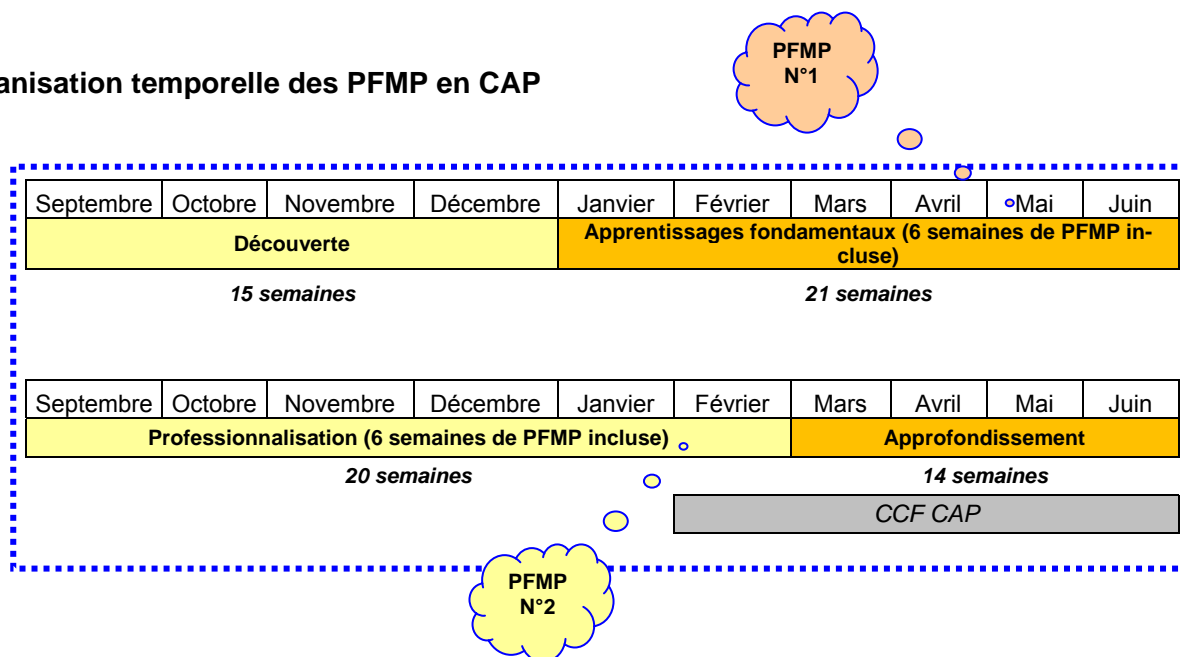 PFMP
N°1
anisation temporelle des PFMP en CAP
Septembre Octobre Novembre Décembre Janvier Février Mars Avril Mai Juin
Découverte
Apprentissages fondamentaux (6 semaines de PFMP in-
cluse)
15 semaines 21 semaines
Septembre Octobre Novembre Décembre Janvier Février Mars Avril Mai Juin
Professionnalisation (6 semaines de PFMP incluse) Approfondissement
20 semaines 14 semaines
CCF CAP
PFMP
N°2